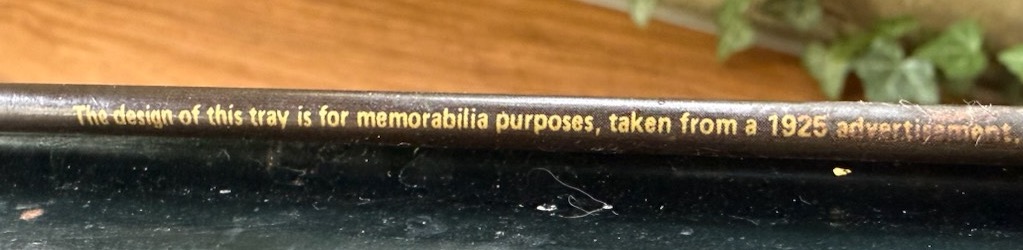 The design of this tray is for memorabilia purposes, taken from a 1925 advertisement.